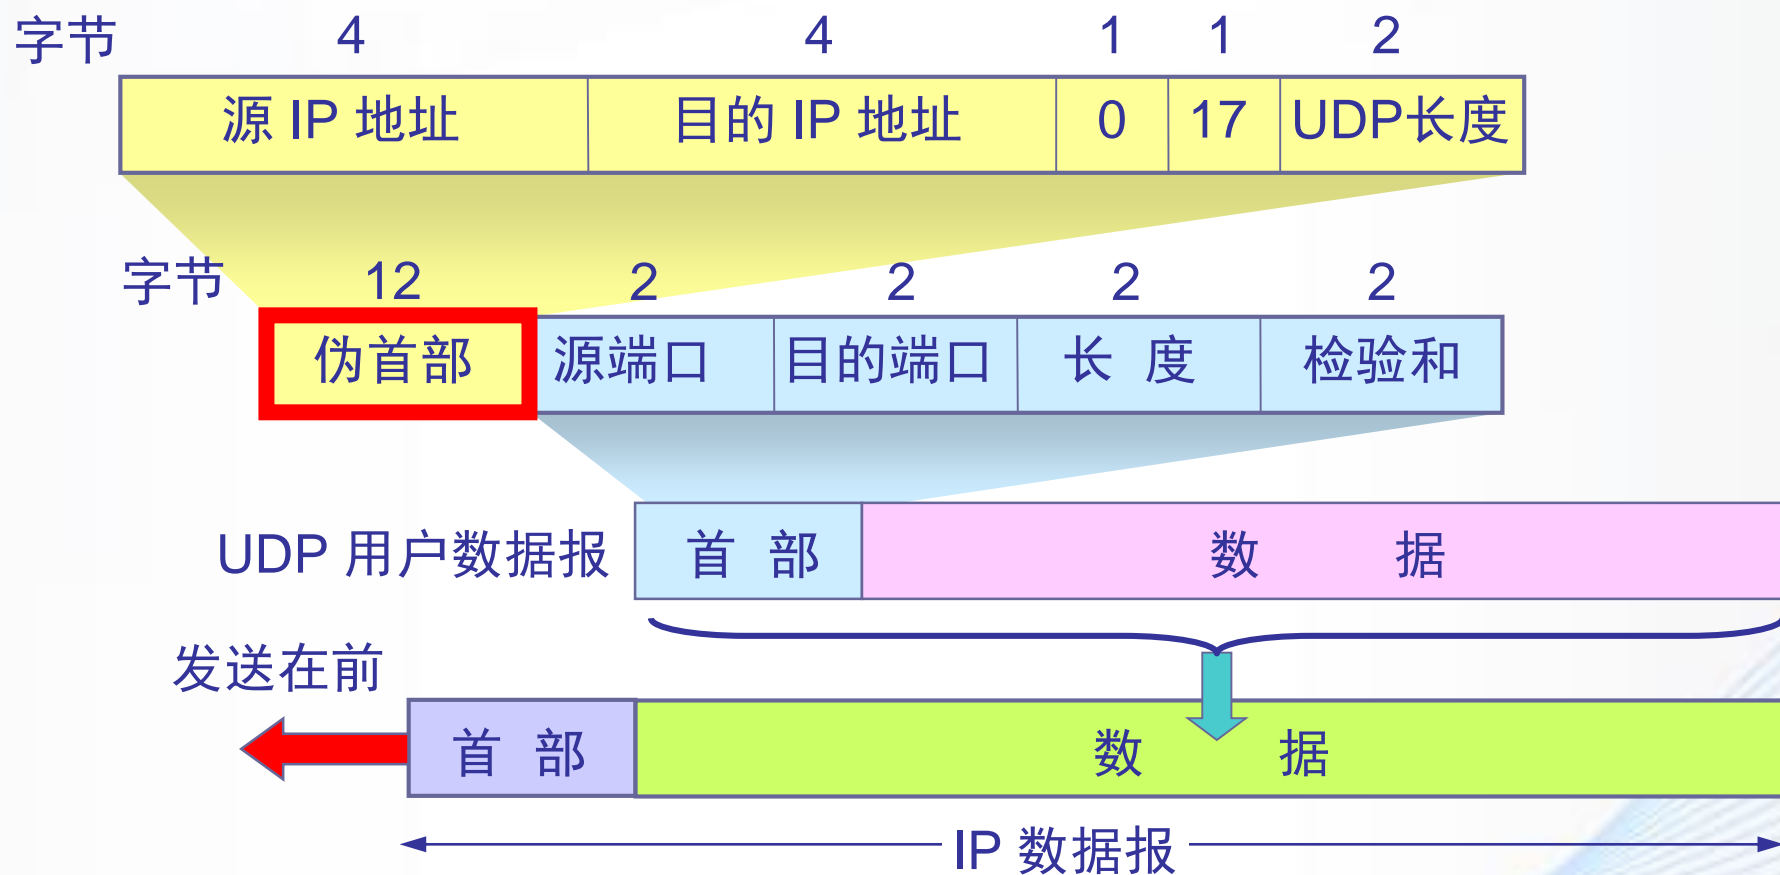 字节 4 4 1 1 2
源 IP 地址 目的 IP 地址 0 17 UDP长度
字节 12 2 2 2 2
伪首部 源端口 目的端口 长 度 检验和
UDP 用户数据报 首 部 数 据
发送在前
首 部 数 据
IP 数据报